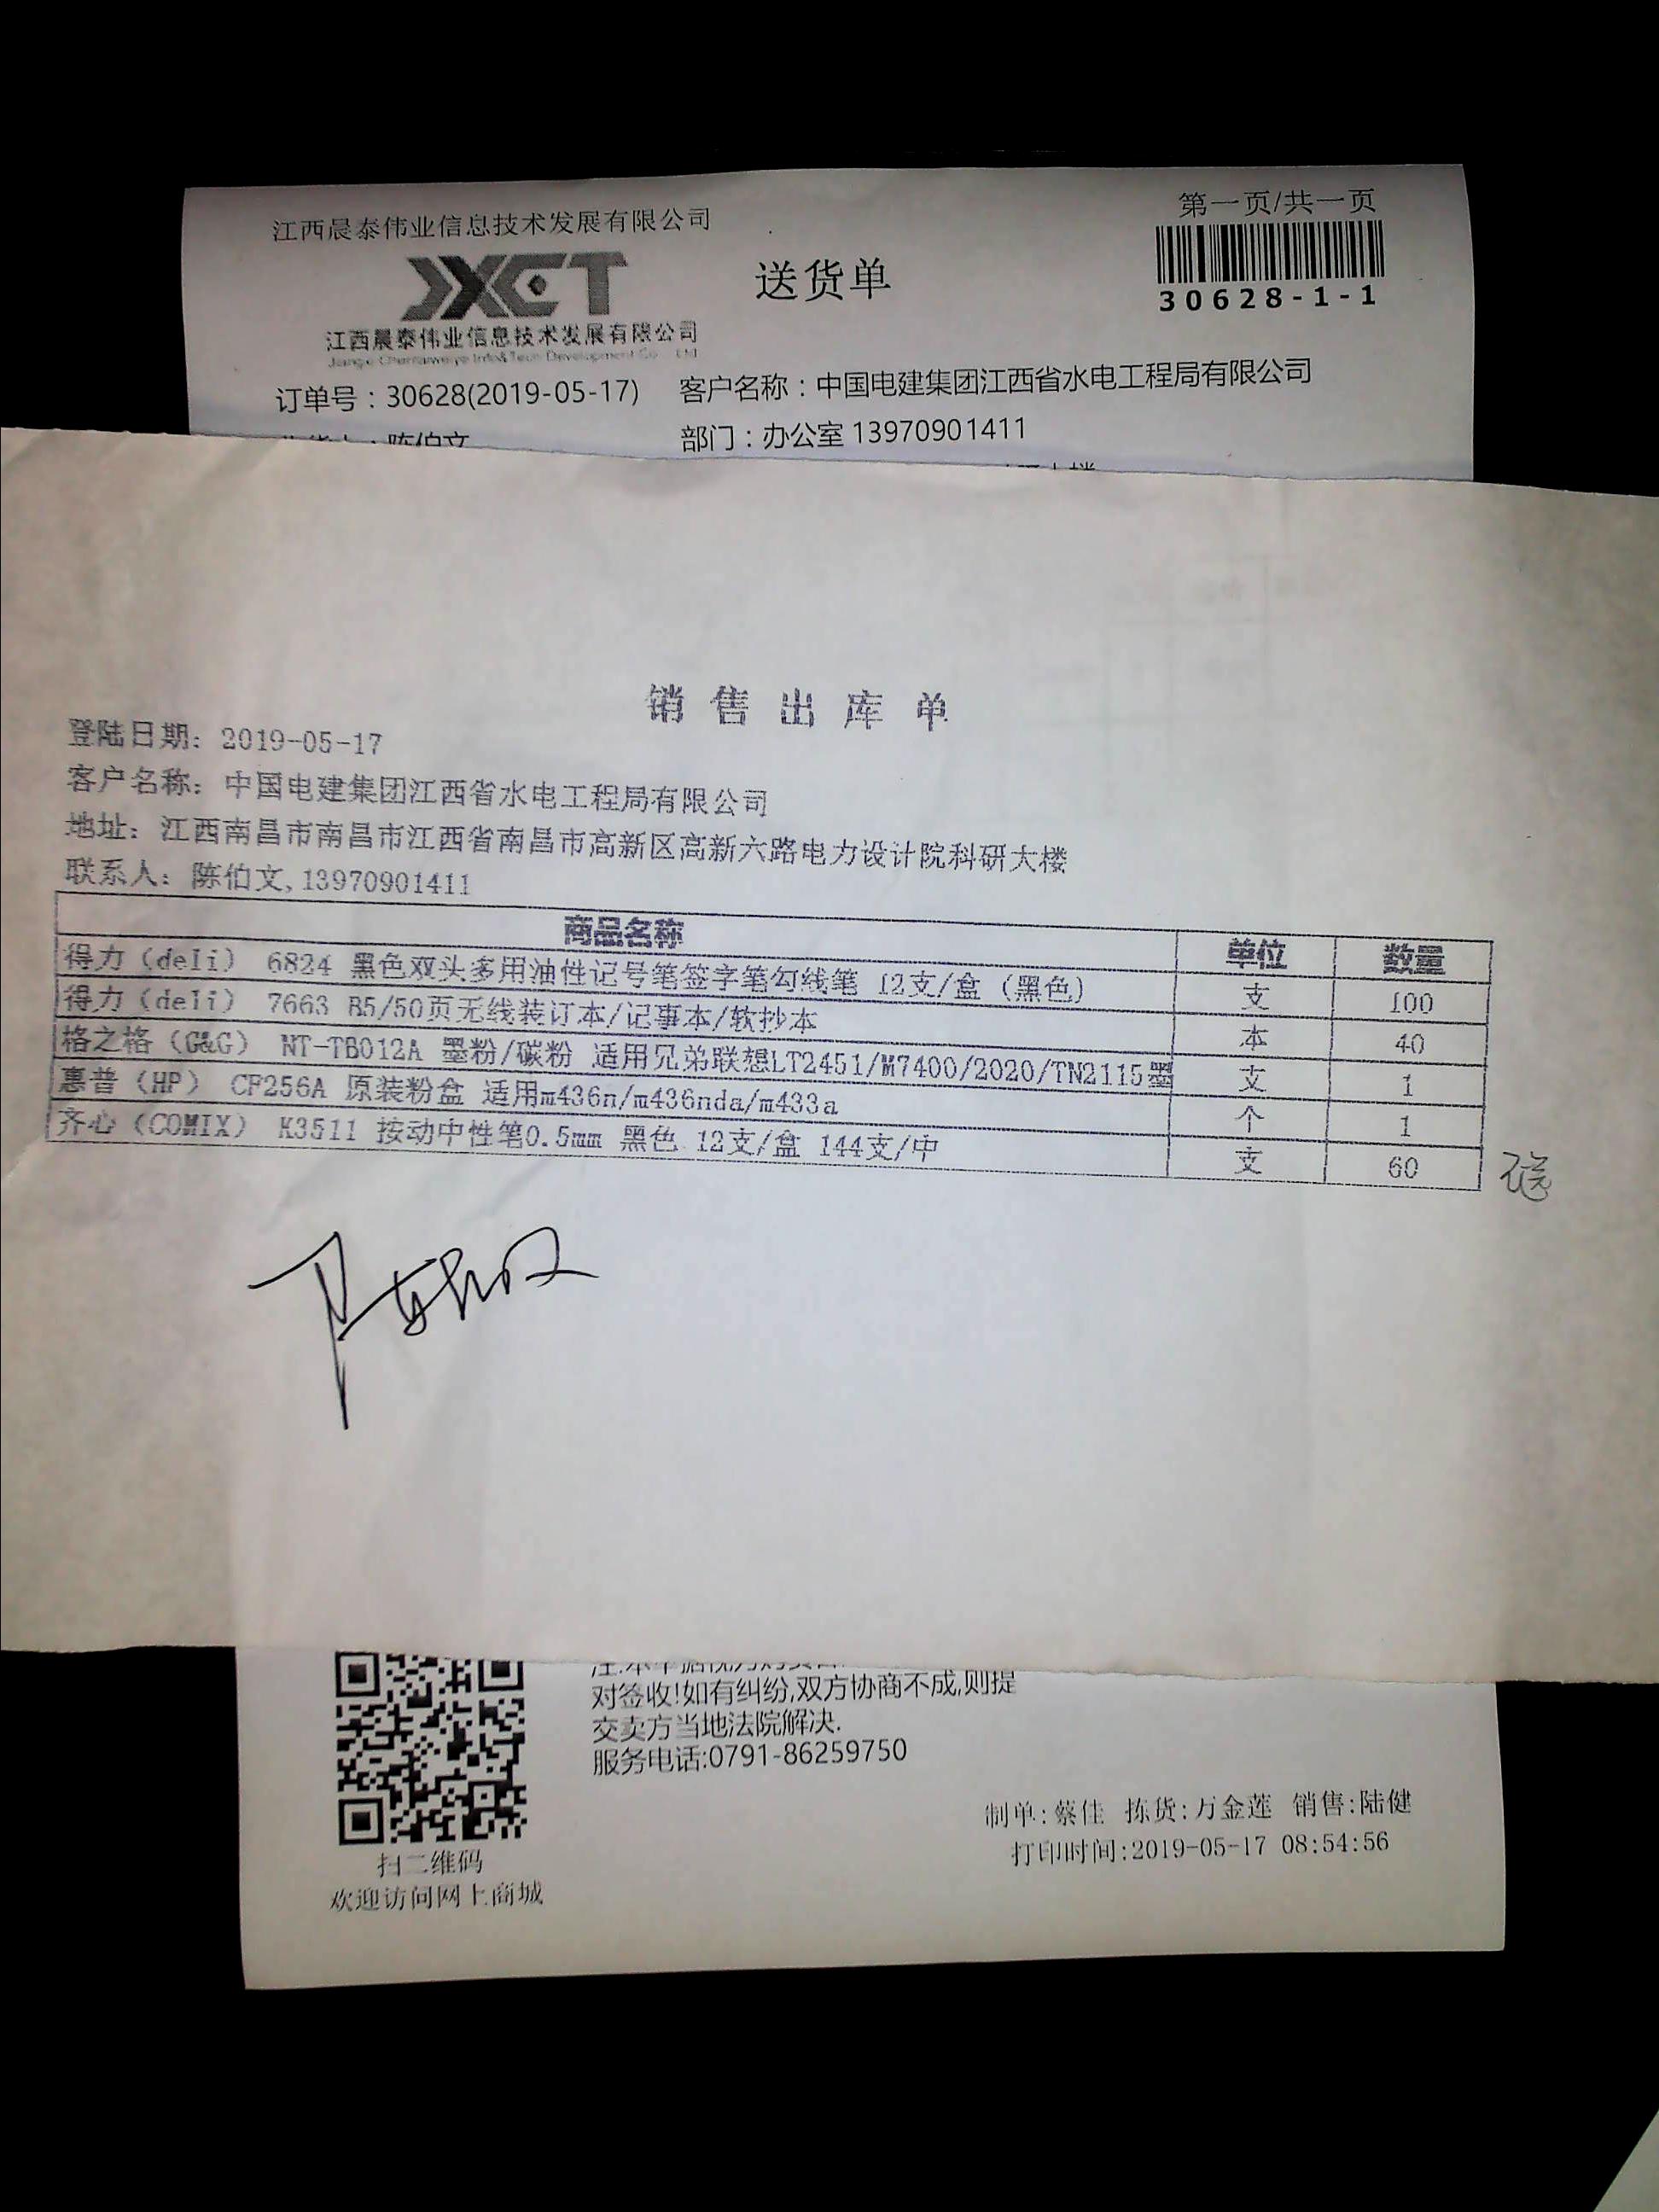 江西晨泰伟业信息技术发展有限公司
第一页/共一页
JXCT
送货单
30628-1-1
江西晨泰伟业信息技术发展有限公司
Jiangxi Chentaiweiye Info&Tech Development Co., Ltd
订单号：30628(2019-05-17) 客户名称：中国电建集团江西省水电工程局有限公司
陈伯文 部门：办公室 13970901411
销售出库单
登陆日期：2019-05-17
客户名称：中国电建集团江西省水电工程局有限公司
地址：江西南昌市南昌市江西省南昌市高新区高新六路电力设计院科研大楼
联系人：陈伯文,13970901411
商品名称 单位 数量
得力（deli） 6824 黑色双头多用油性记号笔签字笔勾线笔 12支/盒（黑色） 支 100
得力（deli） 7663 B5/50页无线装订本/记事本/软抄本 本 40
格之格（G&G） NT-TB012A 墨粉/碳粉 适用兄弟联想LT2451/M7400/2020/TN2115墨 支 1
惠普（HP） CF256A 原装粉盒 适用m436n/m436nda/m433a 个 1
齐心（COMIX） K3511 按动中性笔0.5mm 黑色 12支/盒 144支/中 支 60
陈伯文
对签收!如有纠纷,双方协商不成,则提
交卖方当地法院解决.
服务电话:0791-86259750
制单:蔡佳 拣货:万金莲 销售:陆健
打印时间:2019-05-17 08:54:56
扫二维码
欢迎访问网上商城